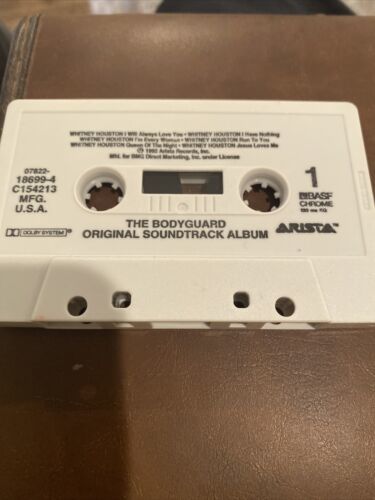 WHITNEY HOUSTON I Will Always Love You • WHITNEY HOUSTON I Have Nothing
WHITNEY HOUSTON I'm Every Woman • WHITNEY HOUSTON Run To You
WHITNEY HOUSTON Queen Of The Night • WHITNEY HOUSTON Jesus Loves Me
℗ 1992 Arista Records, Inc.
Mfd. for BMG Direct Marketing, Inc. under License
07822-
18699-4
C154213
MFG.
U.S.A.
DOLBY SYSTEM
1
BASF
CHROME
THE BODYGUARD
ORIGINAL SOUNDTRACK ALBUM
ARISTA™